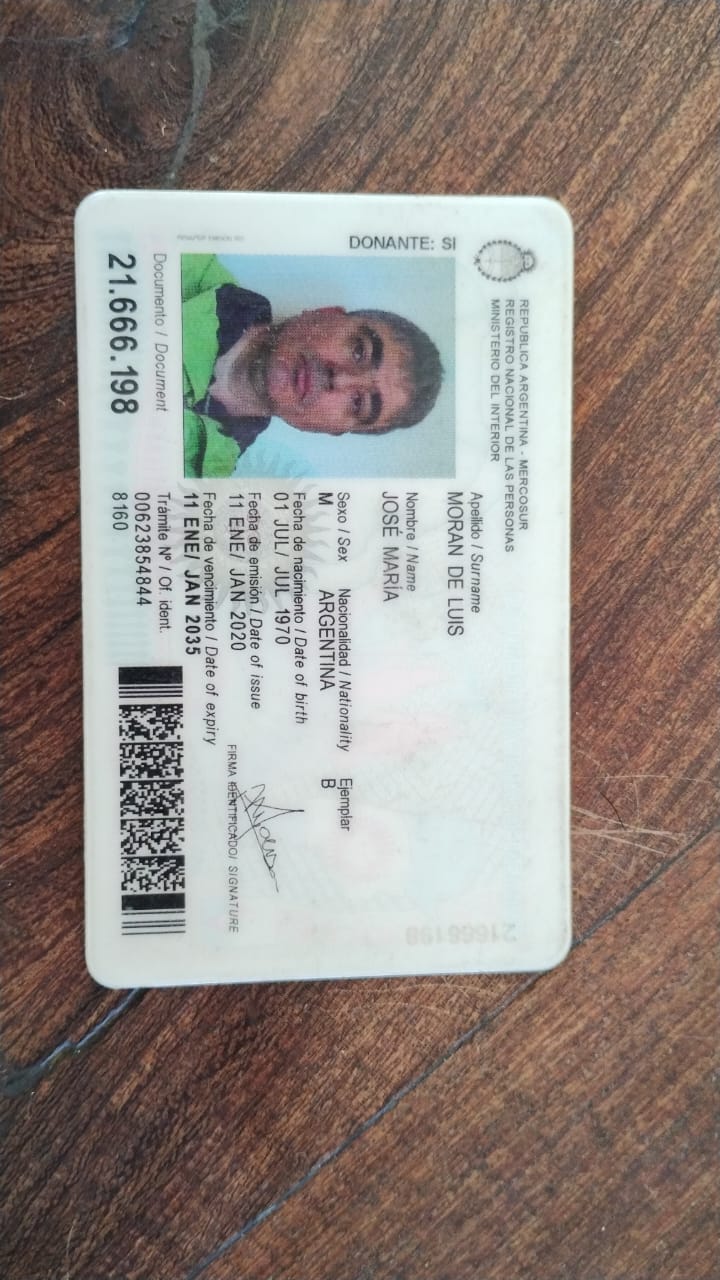 REPUBLICA ARGENTINA - MERCOSUR
REGISTRO NACIONAL DE LAS PERSONAS
MINISTERIO DEL INTERIOR
DONANTE: SI
Apellido / Surname
MORAN DE LUIS
Nombre / Name
JOSÉ MARÍA
Sexo / Sex Nacionalidad / Nationality Ejemplar
M ARGENTINA B
Fecha de nacimiento / Date of birth
01 JUL/ JUL 1970
Fecha de emisión / Date of issue
11 ENE/ JAN 2020
Fecha de vencimiento / Date of expiry
11 ENE/ JAN 2035
FIRMA IDENTIFICADO/ SIGNATURE
Documento / Document
21.666.198
Trámite Nº / Of. ident.
00623854844
8160
21666198